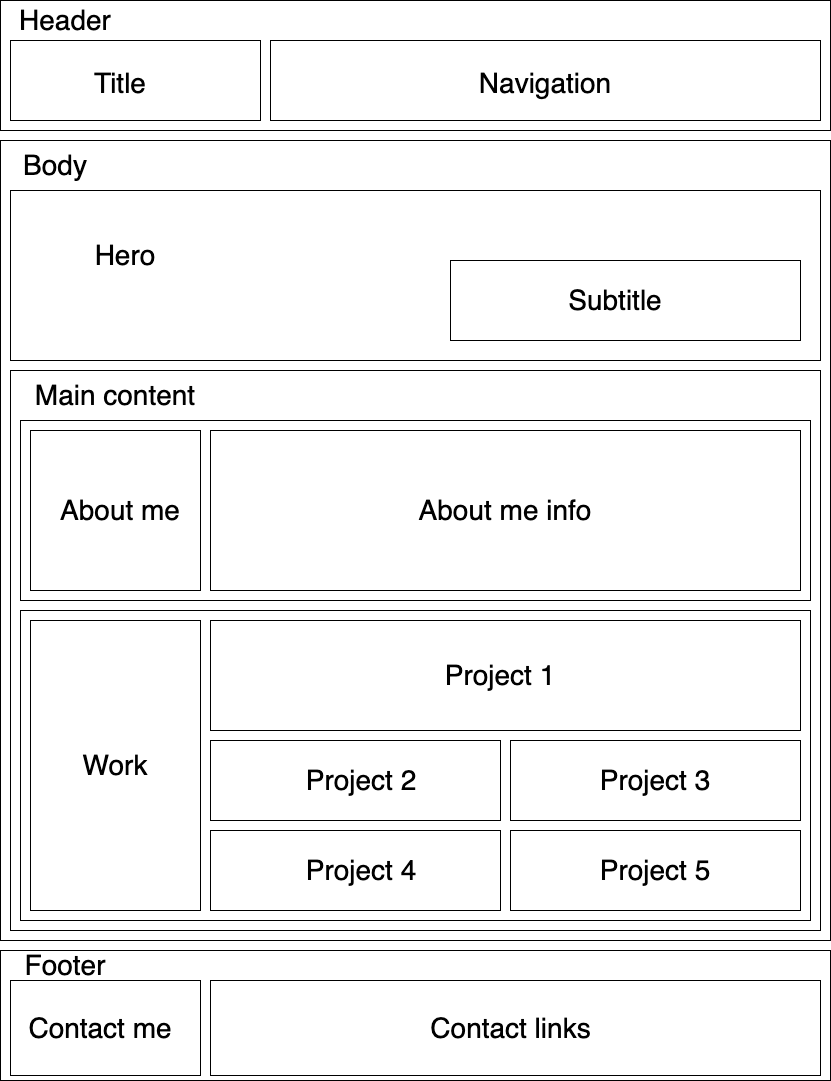 Header
Title
Navigation
Body
Hero
Subtitle
Main content
About me
About me info
Work
Project 1
Project 2
Project 3
Project 4
Project 5
Footer
Contact me
Contact links